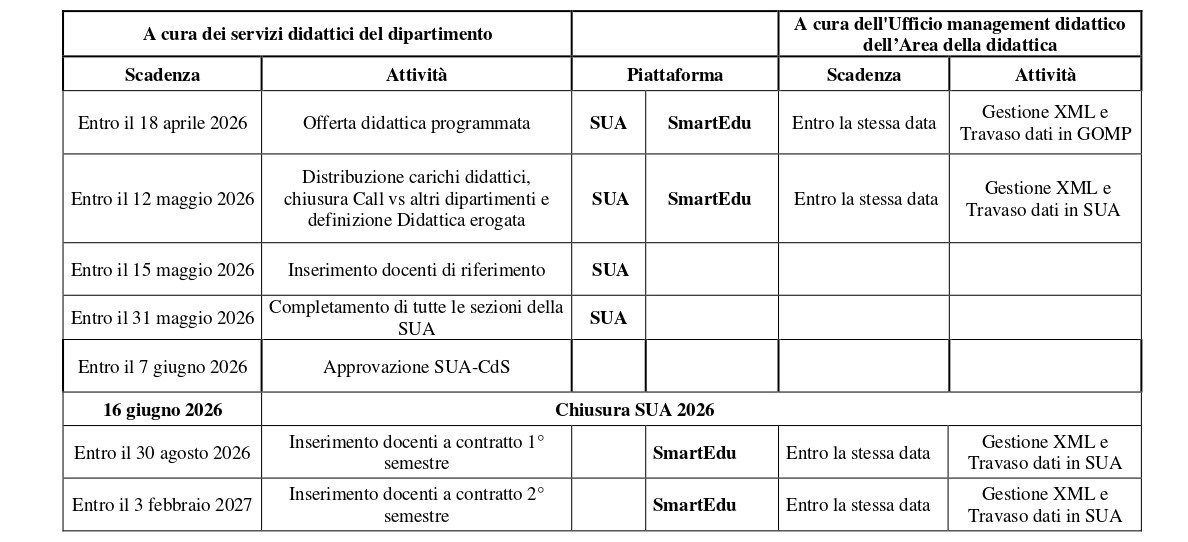 A cura dei servizi didattici del dipartimento
A cura dell'Ufficio management didattico
dell'Area della didattica
Scadenza
Attività
Piattaforma
Scadenza
Attività
Entro il 18 aprile 2026
Offerta didattica programmata
SUA
SmartEdu
Entro la stessa data
Gestione XML e
Travaso dati in GOMP
Entro il 12 maggio 2026
Distribuzione carichi didattici,
chiusura Call vs altri dipartimenti e
definizione Didattica erogata
SUA
SmartEdu
Entro la stessa data
Gestione XML e
Travaso dati in SUA
Entro il 15 maggio 2026
Inserimento docenti di riferimento
SUA
Entro il 31 maggio 2026
Completamento di tutte le sezioni della
SUA
SUA
Entro il 7 giugno 2026
Approvazione SUA-CdS
16 giugno 2026
Chiusura SUA 2026
Entro il 30 agosto 2026
Inserimento docenti a contratto 1°
semestre
SmartEdu
Entro la stessa data
Gestione XML e
Travaso dati in SUA
Entro il 3 febbraio 2027
Inserimento docenti a contratto 2°
semestre
SmartEdu
Entro la stessa data
Gestione XML e
Travaso dati in SUA